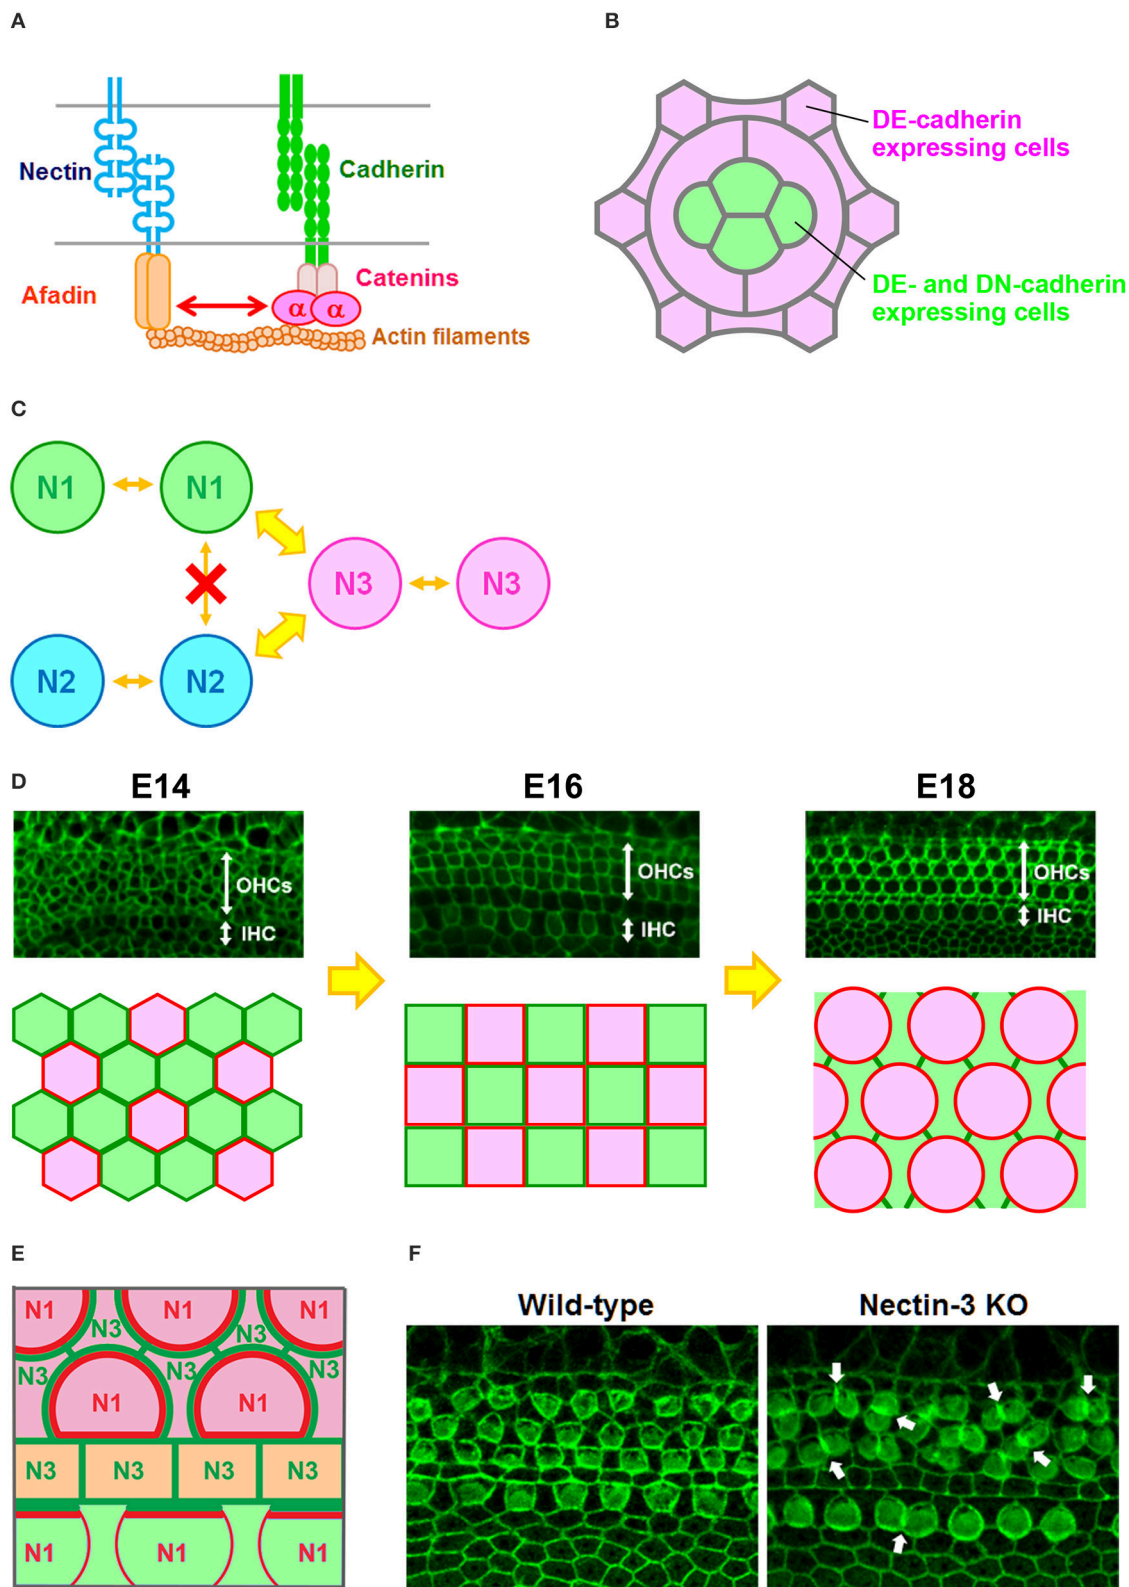 A
Nectin
Cadherin
Afadin
Catenins
α
α
Actin filaments
B
DE-cadherin
expressing cells
DE- and DN-cadherin
expressing cells
C
N1
N1
N3
N3
N2
N2
D
E14
E16
E18
OHCs
IHC
OHCs
IHC
OHCs
IHC
E
N1
N1
N1
N3
N3
N3
N3
N3
N1
N1
N3
N3
N3
N3
N1
N1
N1
F
Wild-type
Nectin-3 KO